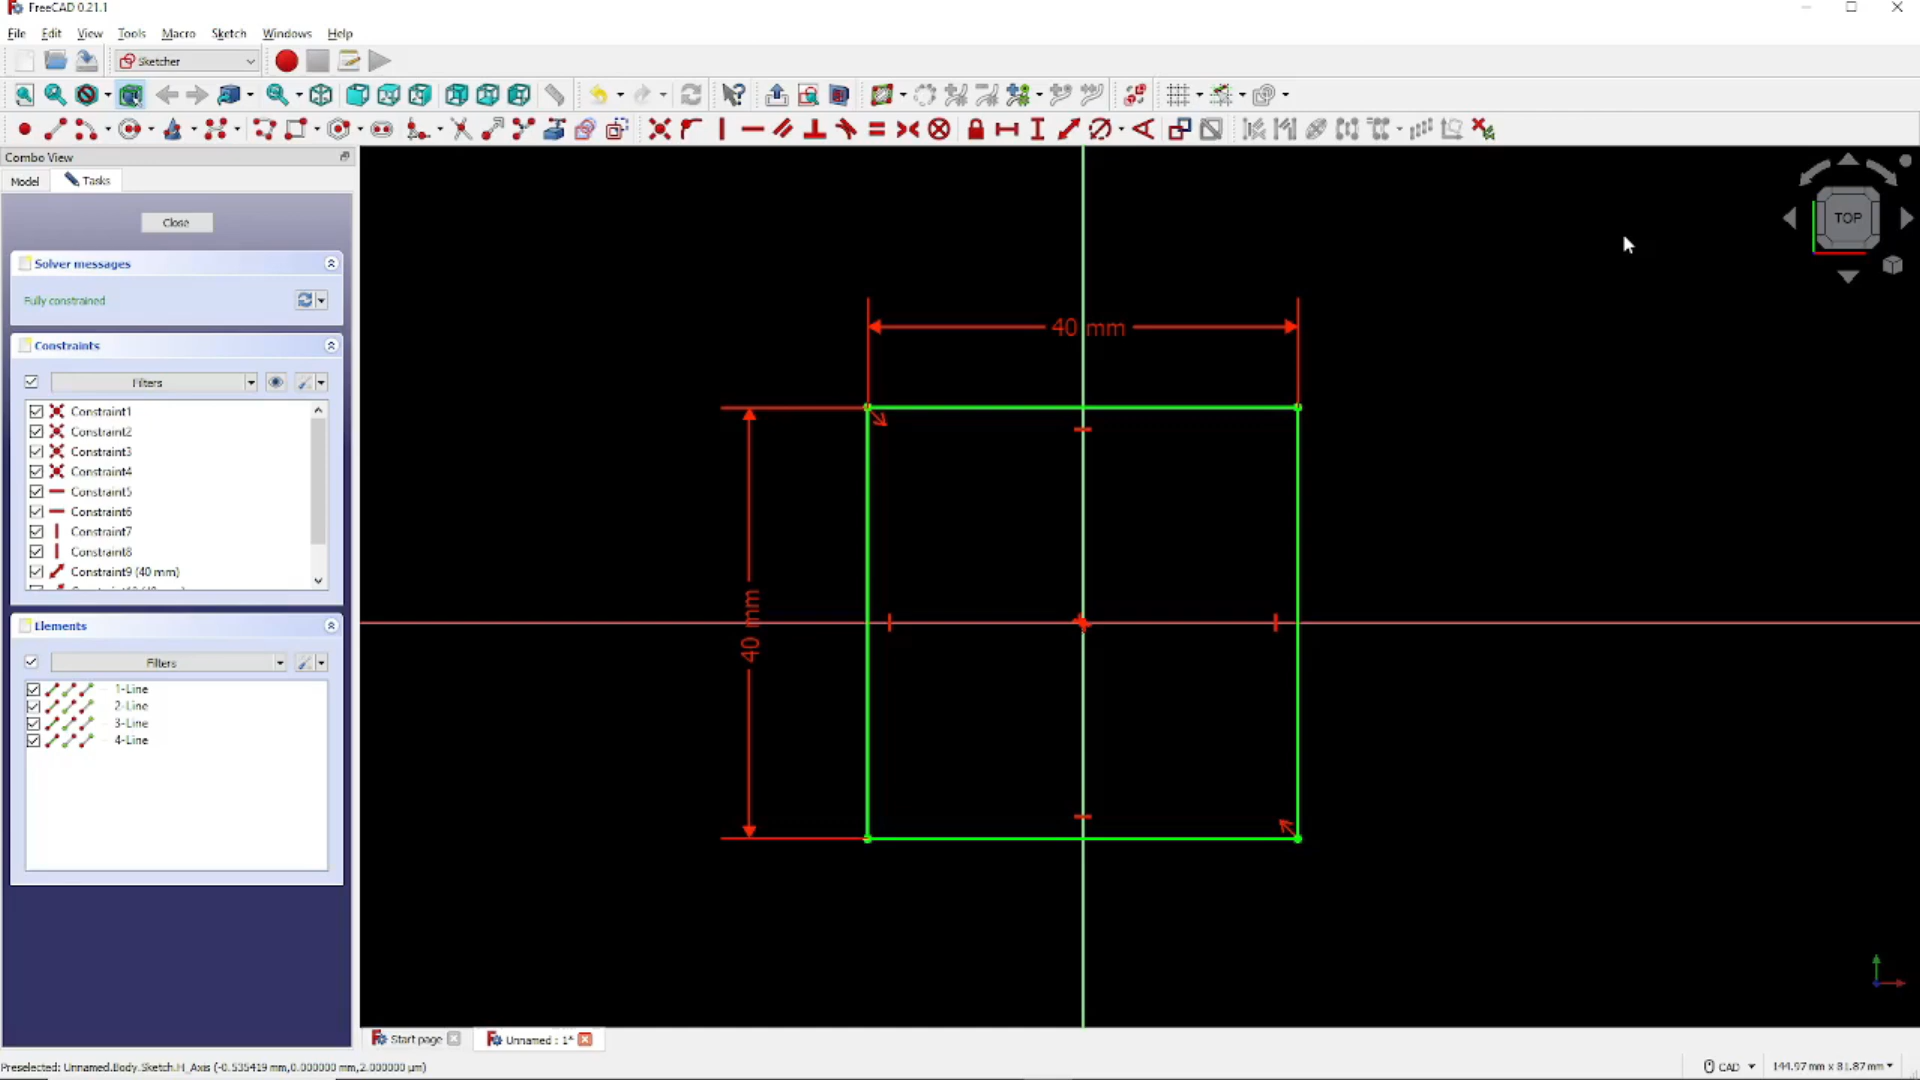 FreeCAD 0.21.1
File Edit View Tools Macro Sketch Windows Help
Sketcher
Combo View
Model Tasks
Close
Solver messages
Fully constrained
Constraints
Filters
Constraint1
Constraint2
Constraint3
Constraint4
Constraint5
Constraint6
Constraint7
Constraint8
Constraint9 (40 mm)
Elements
Filters
1-Line
2-Line
3-Line
4-Line
40 mm
40 mm
TOP
Start page
Unnamed : 1*
Preselected: Unnamed.Body.Sketch.H_Axis (-0.535419 mm,0.000000 mm,2.000000 µm)
CAD
144.97 mm x 81.87 mm